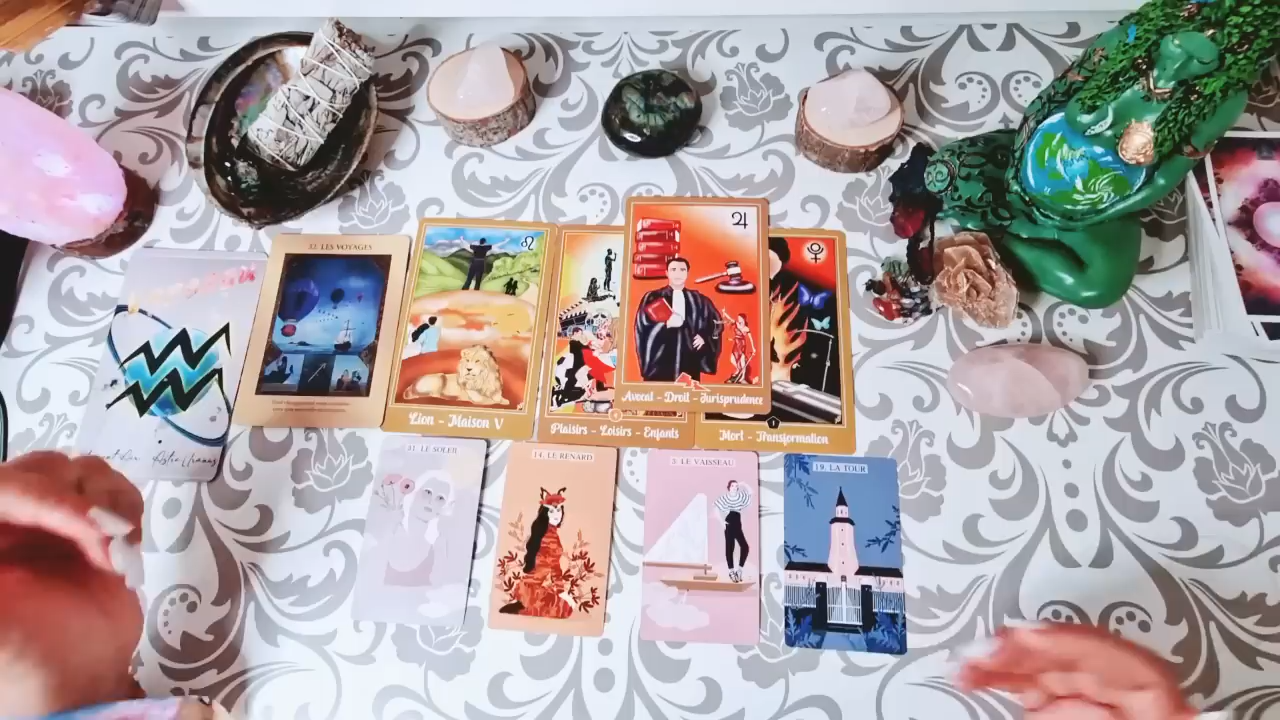 32. LES VOYAGES
Lion - Maison V
Plaisirs - Loisirs - Enfants
Avocat - Droit - Jurisprudence
Mort - Transformation
31. LE SOLEIL
14. LE RENARD
3. LE VAISSEAU
19. LA TOUR